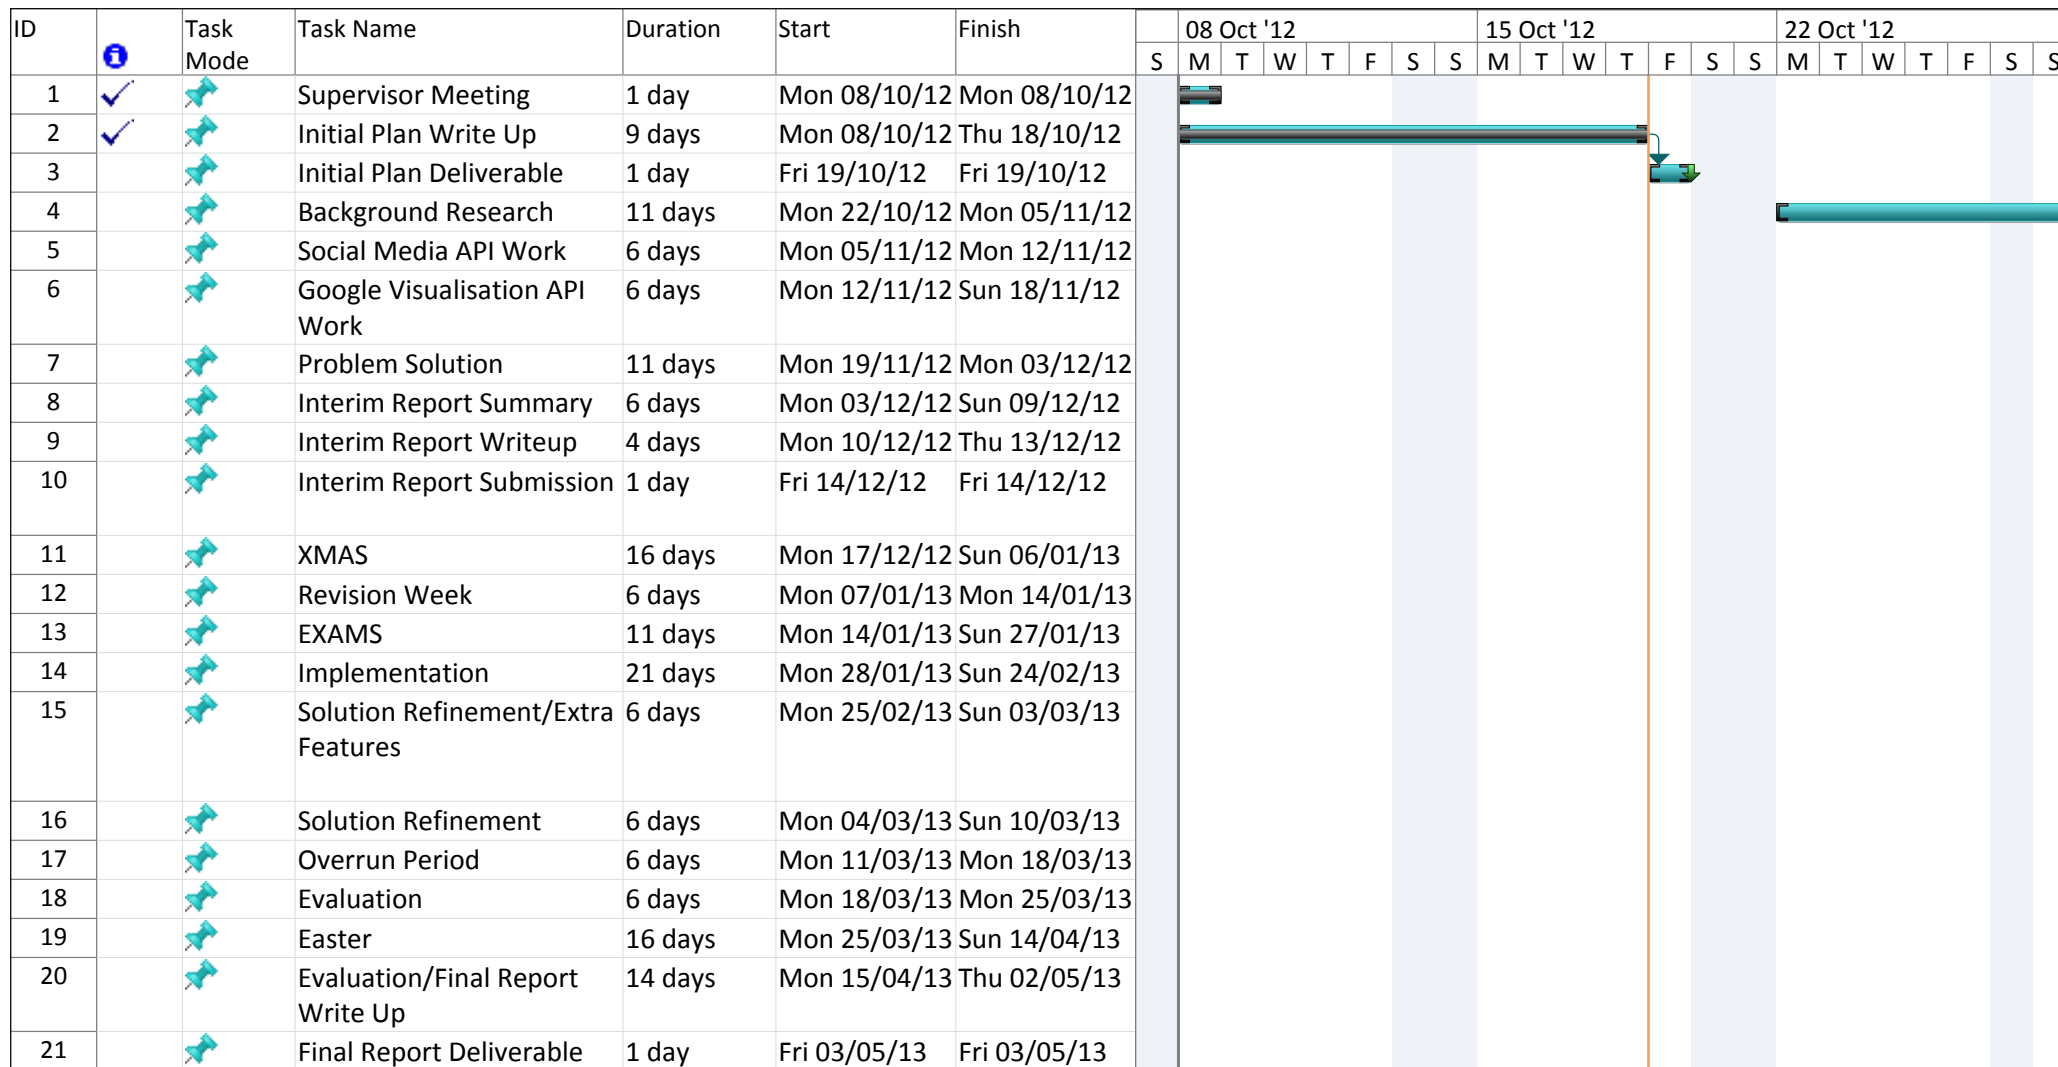 ID Task Task Name Duration Start Finish 08 Oct '12 15 Oct '12 22 Oct '12
Mode S M T W T F S S M T W T F S S M T W T F S S
1 Supervisor Meeting 1 day Mon 08/10/12 Mon 08/10/12
2 Initial Plan Write Up 9 days Mon 08/10/12 Thu 18/10/12
3 Initial Plan Deliverable 1 day Fri 19/10/12 Fri 19/10/12
4 Background Research 11 days Mon 22/10/12 Mon 05/11/12
5 Social Media API Work 6 days Mon 05/11/12 Mon 12/11/12
6 Google Visualisation API 6 days Mon 12/11/12 Sun 18/11/12
Work
7 Problem Solution 11 days Mon 19/11/12 Mon 03/12/12
8 Interim Report Summary 6 days Mon 03/12/12 Sun 09/12/12
9 Interim Report Writeup 4 days Mon 10/12/12 Thu 13/12/12
10 Interim Report Submission 1 day Fri 14/12/12 Fri 14/12/12
11 XMAS 16 days Mon 17/12/12 Sun 06/01/13
12 Revision Week 6 days Mon 07/01/13 Mon 14/01/13
13 EXAMS 11 days Mon 14/01/13 Sun 27/01/13
14 Implementation 21 days Mon 28/01/13 Sun 24/02/13
15 Solution Refinement/Extra 6 days Mon 25/02/13 Sun 03/03/13
Features
16 Solution Refinement 6 days Mon 04/03/13 Sun 10/03/13
17 Overrun Period 6 days Mon 11/03/13 Mon 18/03/13
18 Evaluation 6 days Mon 18/03/13 Mon 25/03/13
19 Easter 16 days Mon 25/03/13 Sun 14/04/13
20 Evaluation/Final Report 14 days Mon 15/04/13 Thu 02/05/13
Write Up
21 Final Report Deliverable 1 day Fri 03/05/13 Fri 03/05/13